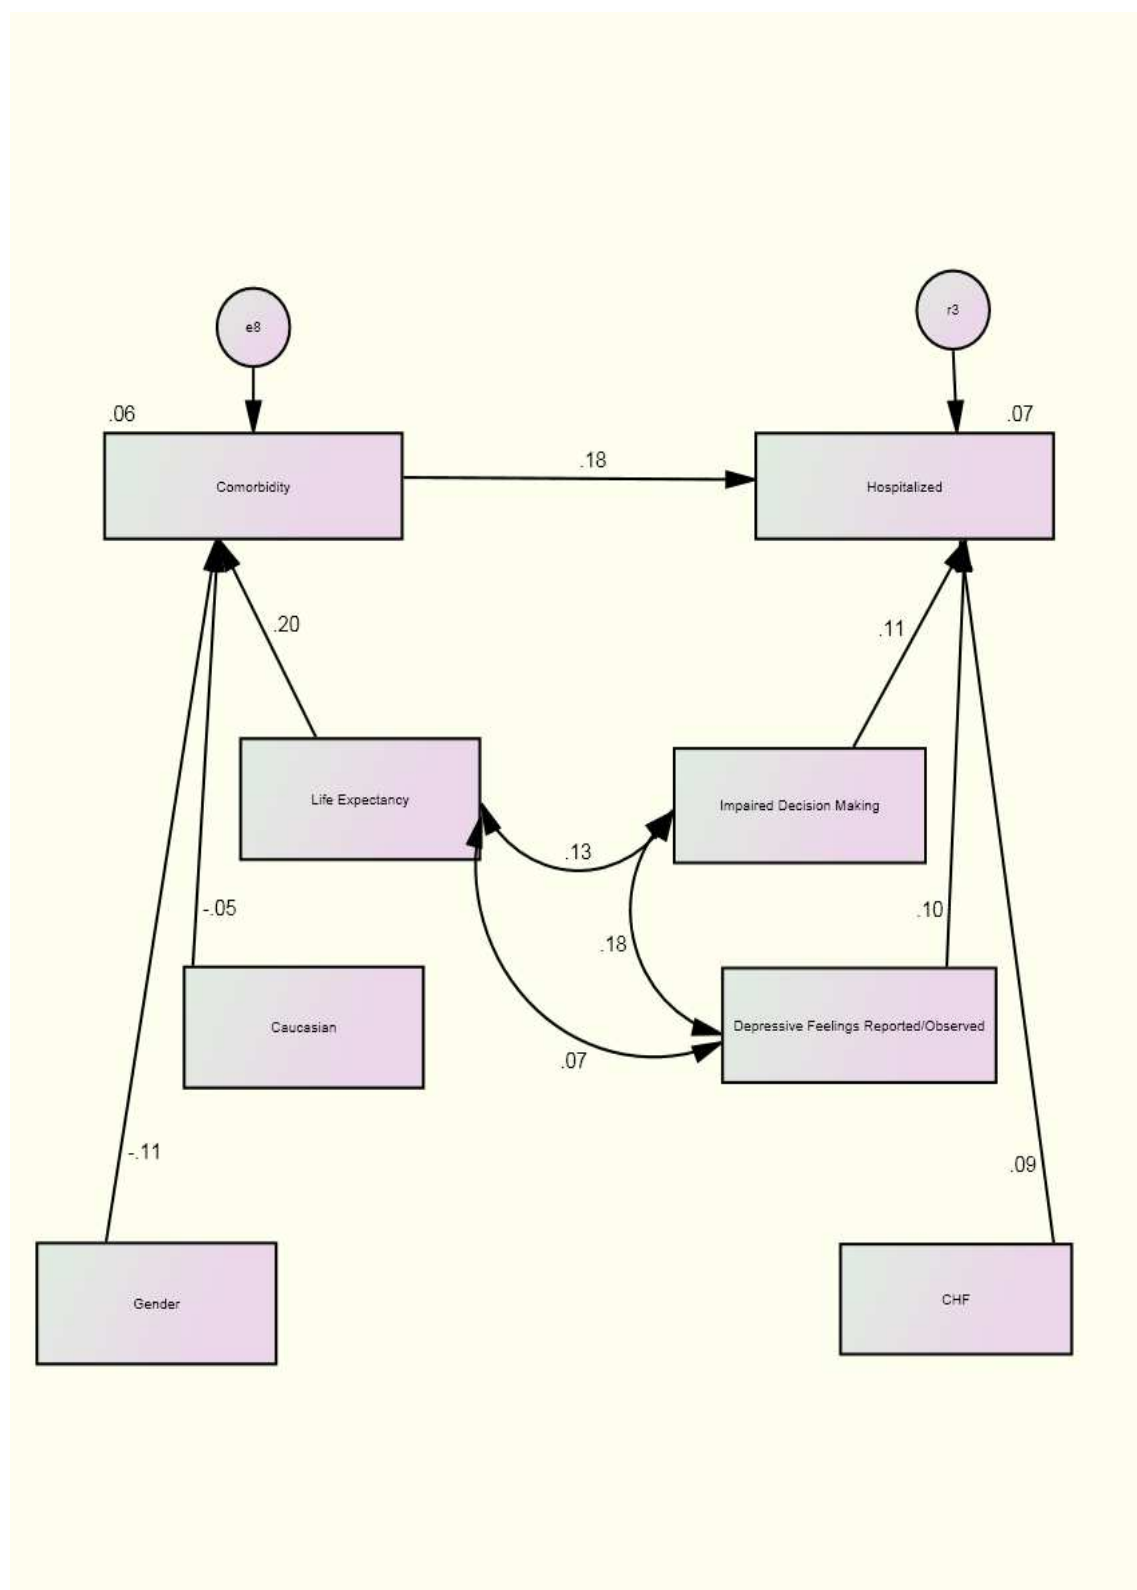 e8
r3
.06
.07
Comorbidity
.18
Hospitalized
.20
.11
Life Expectancy
Impaired Decision Making
.13
-.05
.10
.18
Caucasian
Depressive Feelings Reported/Observed
.07
-.11
.09
Gender
CHF